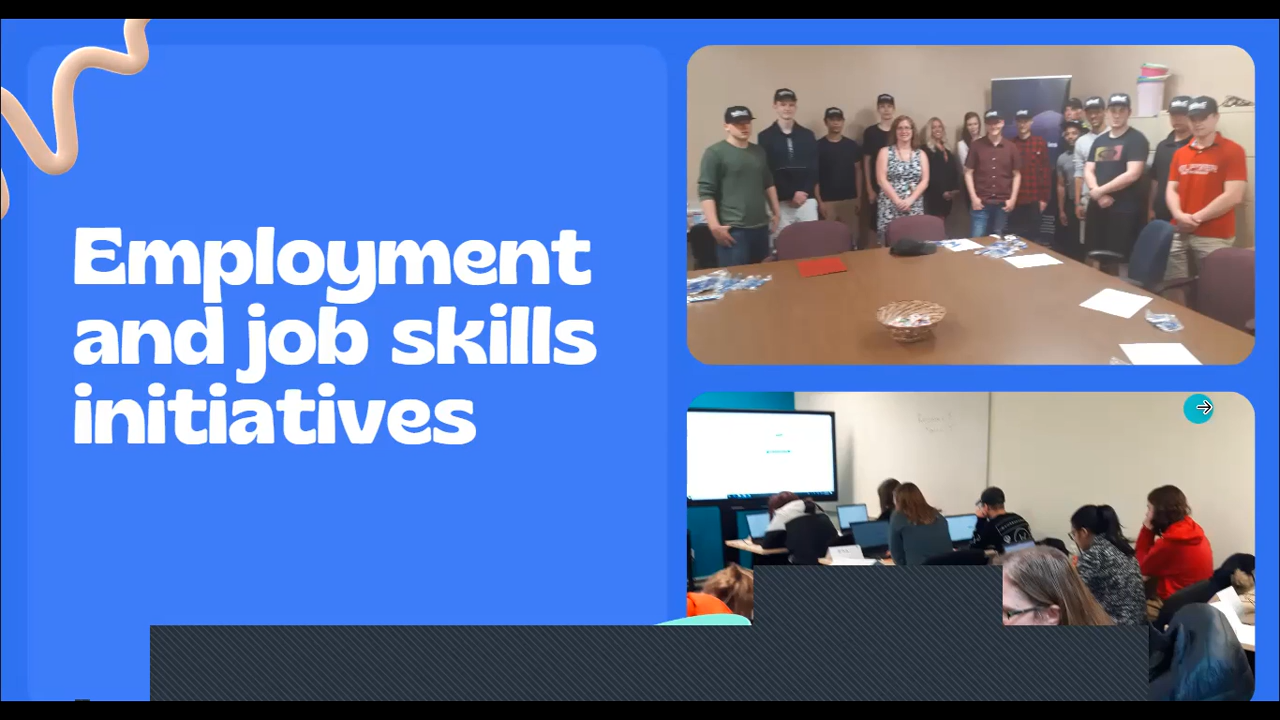 Employment
and job skills
initiatives